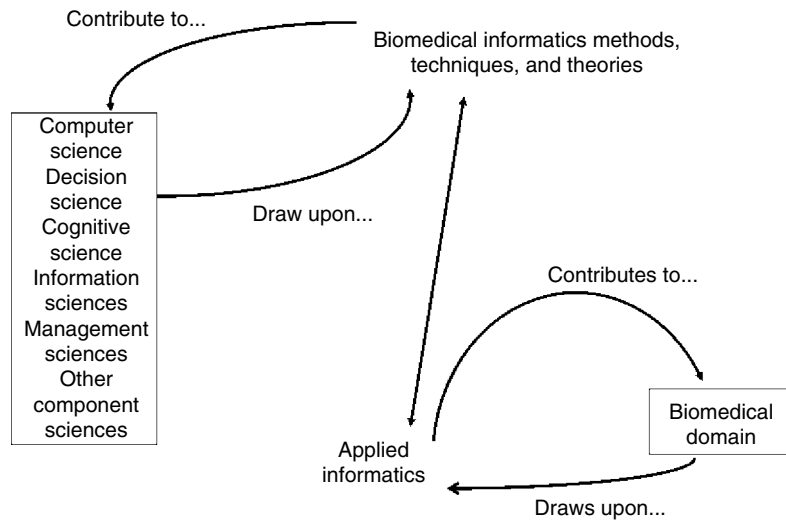 Contribute to...
Biomedical informatics methods,
techniques, and theories
Computer
science
Decision
science
Cognitive
science
Information
sciences
Management
sciences
Other
component
sciences
Draw upon...
Contributes to...
Biomedical
domain
Applied
informatics
Draws upon...